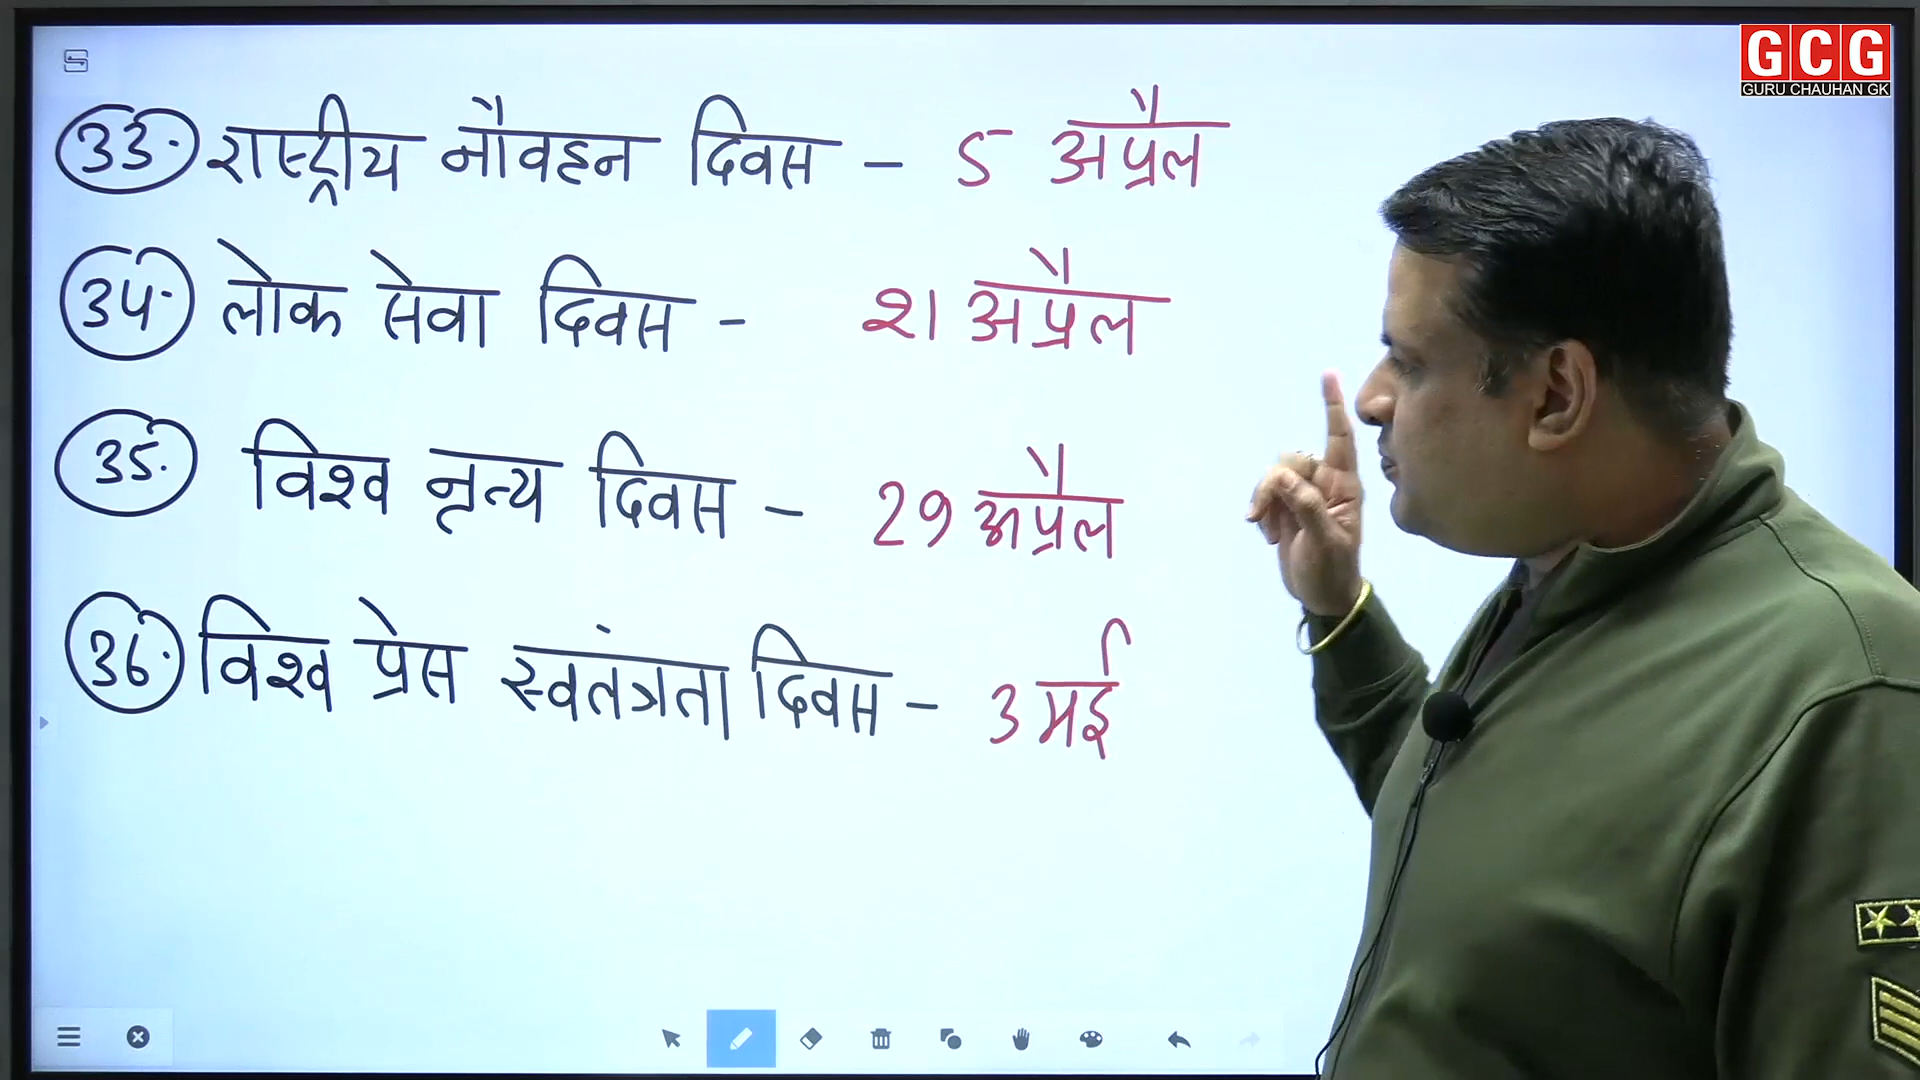 GCG
GURU CHAUHAN GK
33. राष्ट्रीय नौवहन दिवस - 5 अप्रैल
34. लोक सेवा दिवस - 21 अप्रैल
35. विश्व नृत्य दिवस - 29 अप्रैल
36. विश्व प्रेस स्वतंत्रता दिवस - 3 मई